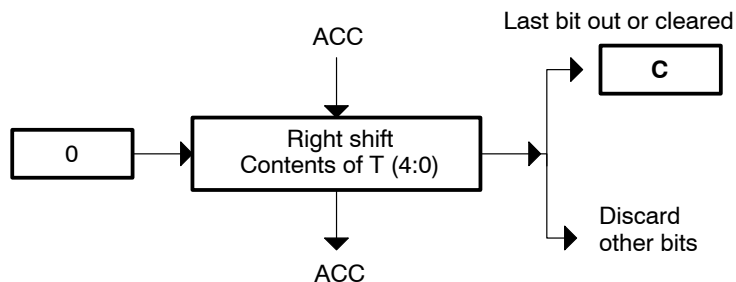 Last bit out or cleared
ACC
C
Right shift
0
Contents of T (4:0)
Discard
other bits
ACC